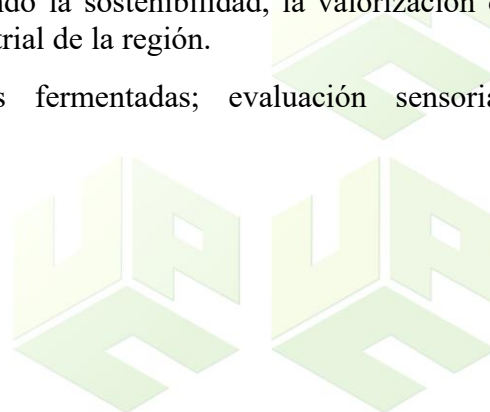 ndo la sostenibilidad, la valorización
trial de la región.
s fermentadas; evaluación sensoria